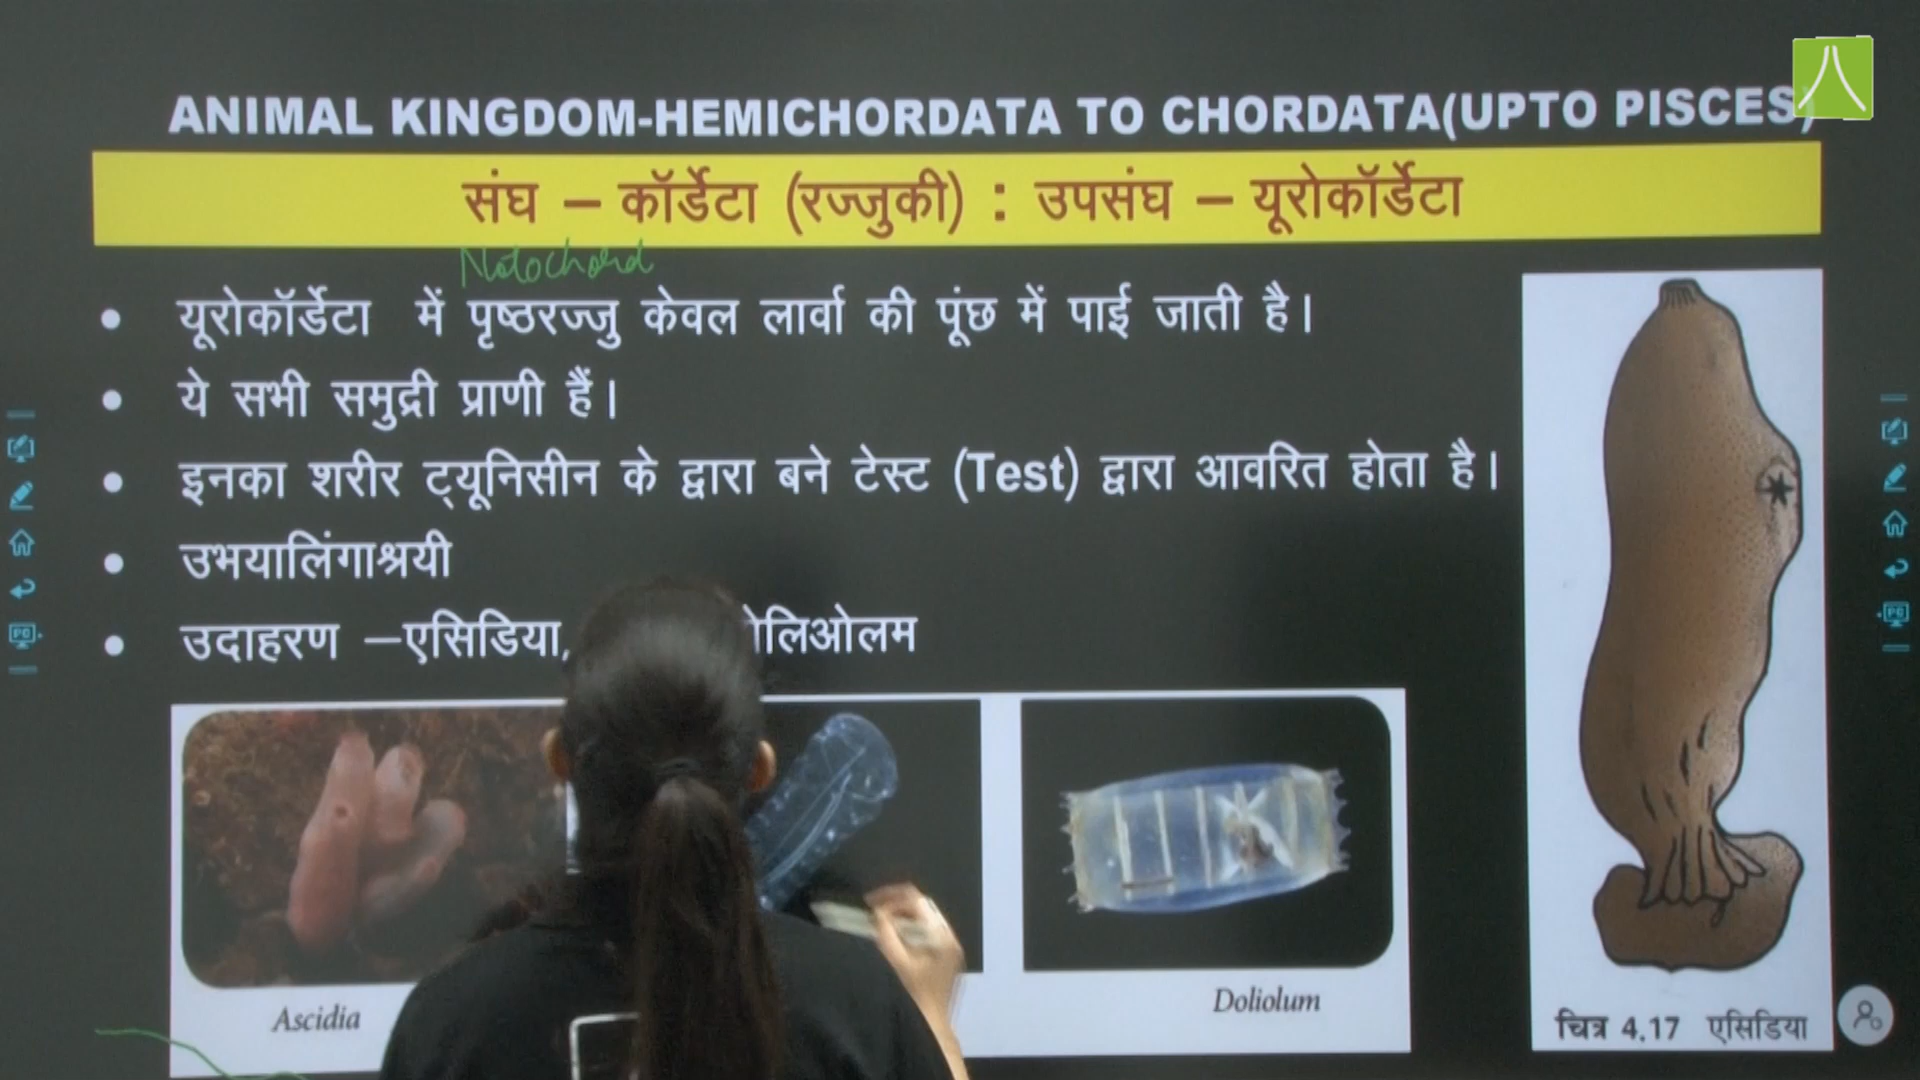 ANIMAL KINGDOM-HEMICHORDATA TO CHORDATA(UPTO PISCES)
संघ – कॉर्डेटा (रज्जुकी) : उपसंघ – यूरोकॉर्डेटा
Notochord
• यूरोकॉर्डेटा में पृष्ठरज्जु केवल लार्वा की पूंछ में पाई जाती है।
• ये सभी समुद्री प्राणी हैं।
• इनका शरीर ट्यूनिसीन के द्वारा बने टेस्ट (Test) द्वारा आवरित होता है।
• उभयालिंगाश्रयी
• उदाहरण –एसिडिया,
Ascidia
Doliolum
चित्र 4.17 एसिडिया